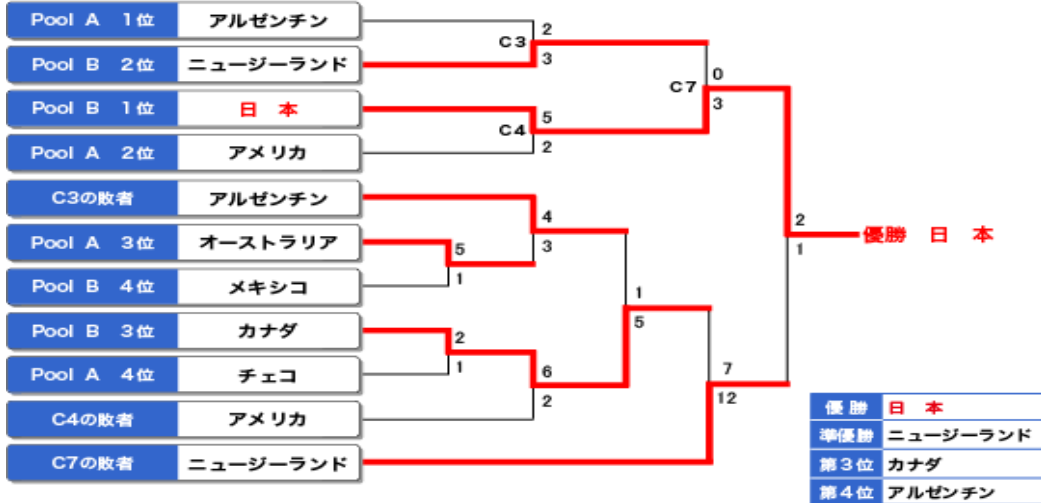 Pool A 1位 アルゼンチン
Pool B 2位 ニュージーランド
Pool B 1位 日 本
Pool A 2位 アメリカ
C3の敗者 アルゼンチン
Pool A 3位 オーストラリア
Pool B 4位 メキシコ
Pool B 3位 カナダ
Pool A 4位 チェコ
C4の敗者 アメリカ
C7の敗者 ニュージーランド
C3
2
3
C4
5
2
C7
0
3
4
3
5
1
2
1
6
2
1
5
7
12
2
1
優勝 日 本
優 勝 日 本
準優勝 ニュージーランド
第3位 カナダ
第4位 アルゼンチン